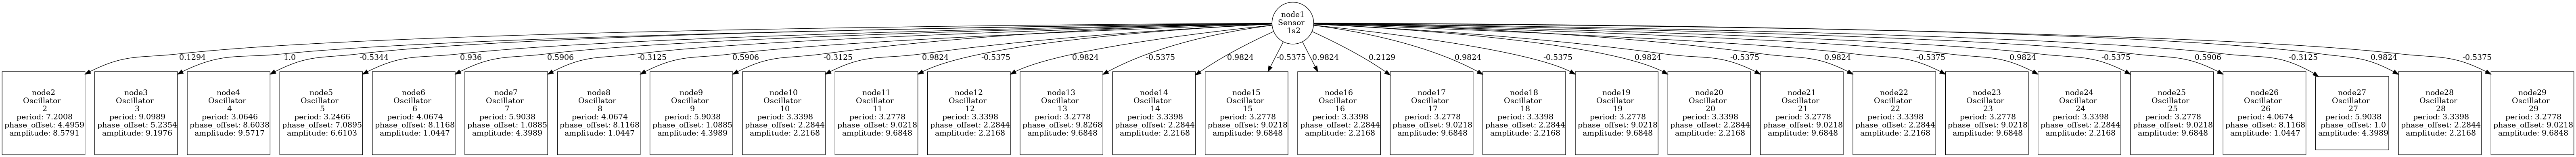 node1
Sensor
1s2
0.1294
1.0
-0.5344
0.936
0.5906
-0.3125
0.5906
-0.3125
0.9824
-0.5375
0.9824
-0.5375
0.9824
-0.5375
0.9824
0.2129
0.9824
-0.5375
0.9824
-0.5375
0.9824
-0.5375
0.9824
-0.5375
0.5906
-0.3125
0.9824
-0.5375
node2
Oscillator
2
period: 7.2008
phase_offset: 4.4959
amplitude: 8.5791
node3
Oscillator
3
period: 9.0989
phase_offset: 5.2354
amplitude: 9.1976
node4
Oscillator
4
period: 3.0646
phase_offset: 8.6038
amplitude: 9.5717
node5
Oscillator
5
period: 3.2466
phase_offset: 7.0895
amplitude: 6.6103
node6
Oscillator
6
period: 4.0674
phase_offset: 8.1168
amplitude: 1.0447
node7
Oscillator
7
period: 5.9038
phase_offset: 1.0885
amplitude: 4.3989
node8
Oscillator
8
period: 4.0674
phase_offset: 8.1168
amplitude: 1.0447
node9
Oscillator
9
period: 5.9038
phase_offset: 1.0885
amplitude: 4.3989
node10
Oscillator
10
period: 3.3398
phase_offset: 2.2844
amplitude: 2.2168
node11
Oscillator
11
period: 3.2778
phase_offset: 9.0218
amplitude: 9.6848
node12
Oscillator
12
period: 3.3398
phase_offset: 2.2844
amplitude: 2.2168
node13
Oscillator
13
period: 3.2778
phase_offset: 9.8268
amplitude: 9.6848
node14
Oscillator
14
period: 3.3398
phase_offset: 2.2844
amplitude: 2.2168
node15
Oscillator
15
period: 3.2778
phase_offset: 9.0218
amplitude: 9.6848
node16
Oscillator
16
period: 3.3398
phase_offset: 2.2844
amplitude: 2.2168
node17
Oscillator
17
period: 3.2778
phase_offset: 9.0218
amplitude: 9.6848
node18
Oscillator
18
period: 3.3398
phase_offset: 2.2844
amplitude: 2.2168
node19
Oscillator
19
period: 3.2778
phase_offset: 9.0218
amplitude: 9.6848
node20
Oscillator
20
period: 3.3398
phase_offset: 2.2844
amplitude: 2.2168
node21
Oscillator
21
period: 3.2778
phase_offset: 9.0218
amplitude: 9.6848
node22
Oscillator
22
period: 3.3398
phase_offset: 2.2844
amplitude: 2.2168
node23
Oscillator
23
period: 3.2778
phase_offset: 9.0218
amplitude: 9.6848
node24
Oscillator
24
period: 3.3398
phase_offset: 2.2844
amplitude: 2.2168
node25
Oscillator
25
period: 3.2778
phase_offset: 9.0218
amplitude: 9.6848
node26
Oscillator
26
period: 4.0674
phase_offset: 8.1168
amplitude: 1.0447
node27
Oscillator
27
period: 5.9038
phase_offset: 1.0
amplitude: 4.3989
node28
Oscillator
28
period: 3.3398
phase_offset: 2.2844
amplitude: 2.2168
node29
Oscillator
29
period: 3.2778
phase_offset: 9.0218
amplitude: 9.6848